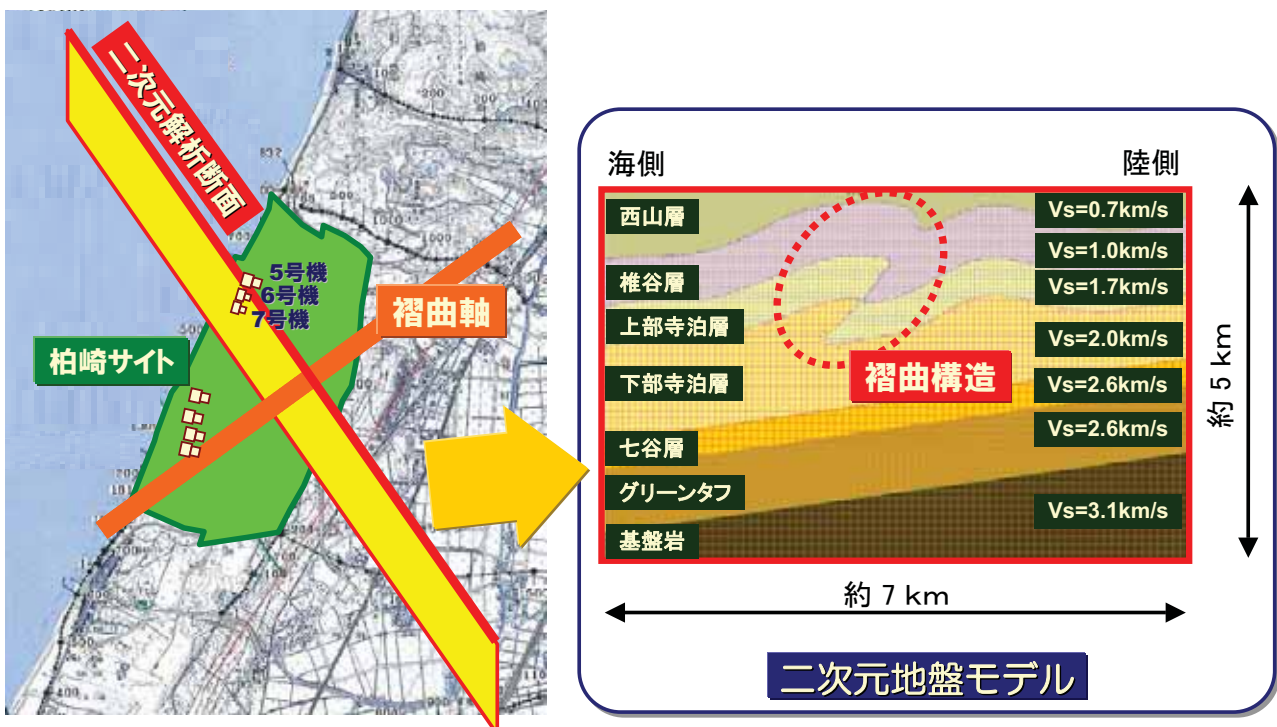 二次元解析断面
5号機
6号機
7号機
褶曲軸
柏崎サイト
海側
陸側
西山層
椎谷層
上部寺泊層
下部寺泊層
七谷層
グリーンタフ
基盤岩
Vs=0.7km/s
Vs=1.0km/s
Vs=1.7km/s
Vs=2.0km/s
Vs=2.6km/s
Vs=2.6km/s
Vs=3.1km/s
褶曲構造
約 5 km
約 7 km
二次元地盤モデル